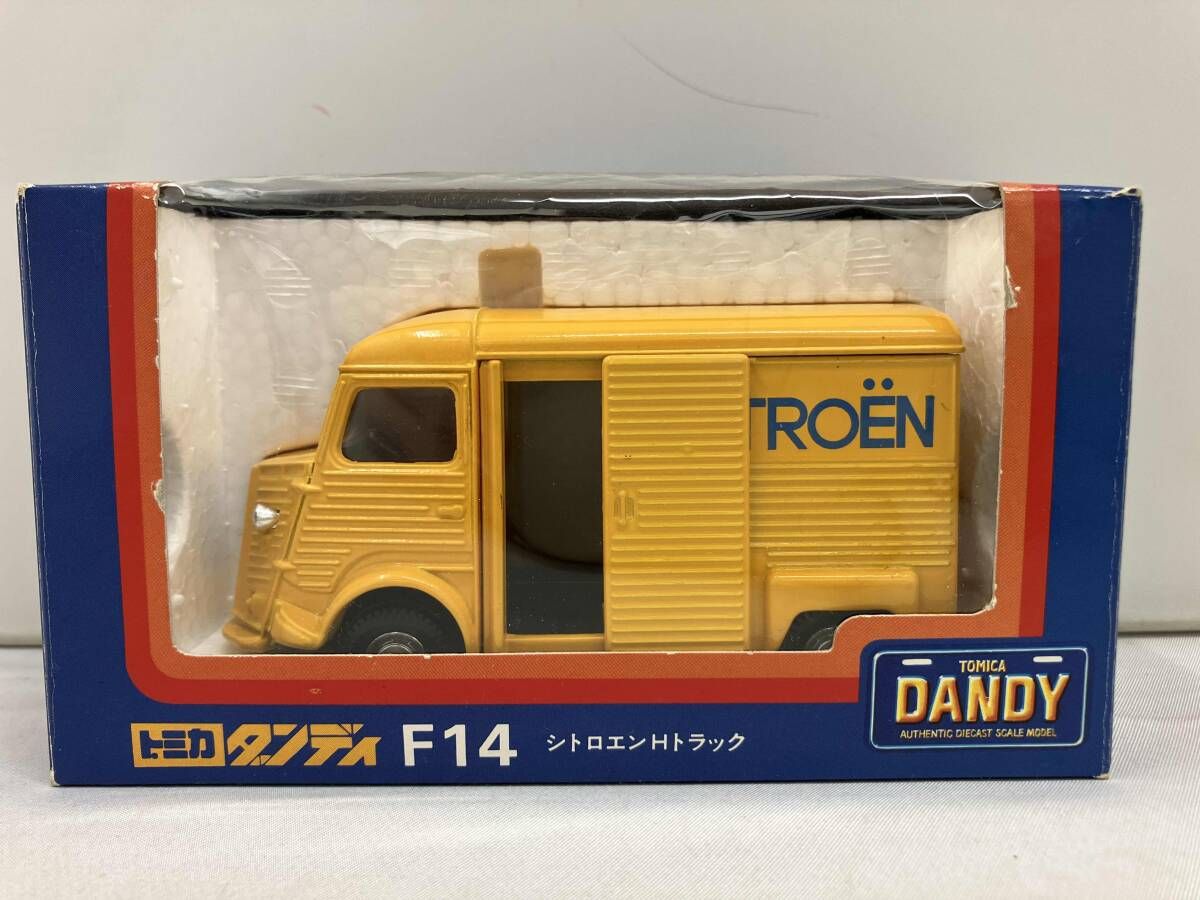 TROËN
トミカ ダンディ F14 シトロエンHトラック
TOMICA
DANDY
AUTHENTIC DIECAST SCALE MODEL